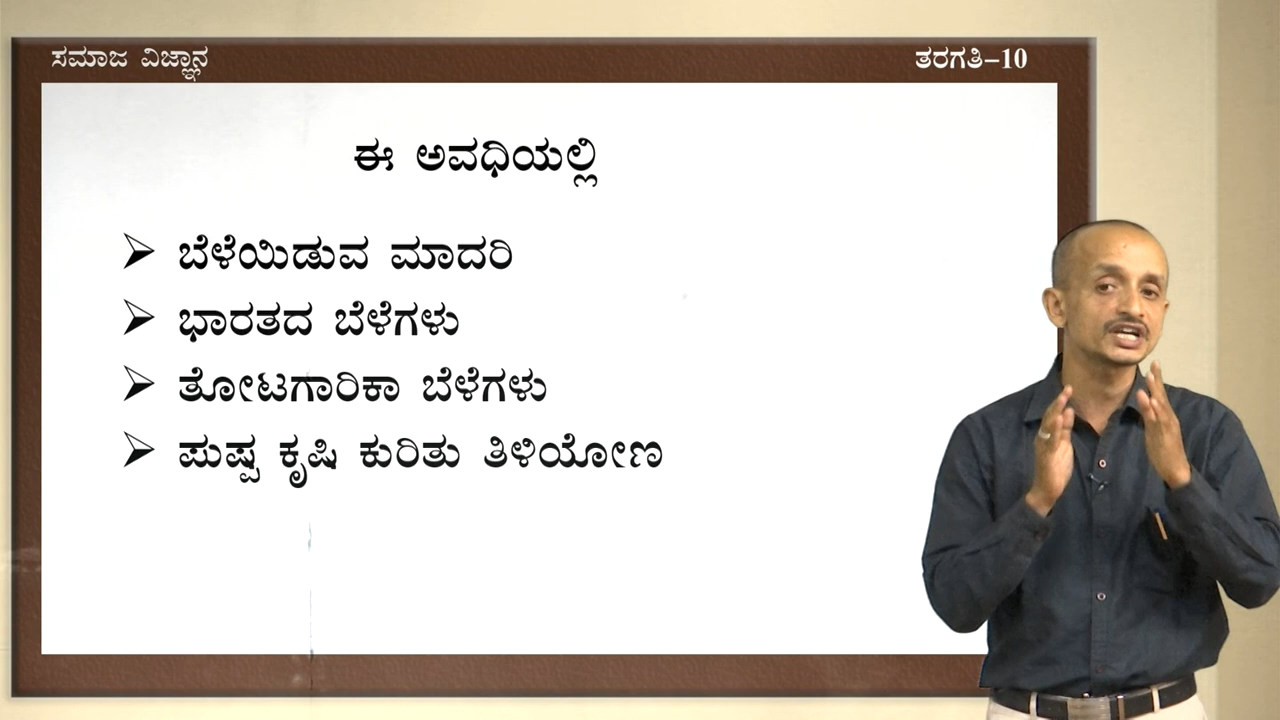 ಸಮಾಜ ವಿಜ್ಞಾನ
ತರಗತಿ–10
ಈ ಅವಧಿಯಲ್ಲಿ
➢ ಬೆಳೆಯಿಡುವ ಮಾದರಿ
➢ ಭಾರತದ ಬೆಳೆಗಳು
➢ ತೋಟಗಾರಿಕಾ ಬೆಳೆಗಳು
➢ ಪುಷ್ಪ ಕೃಷಿ ಕುರಿತು ತಿಳಿಯೋಣ